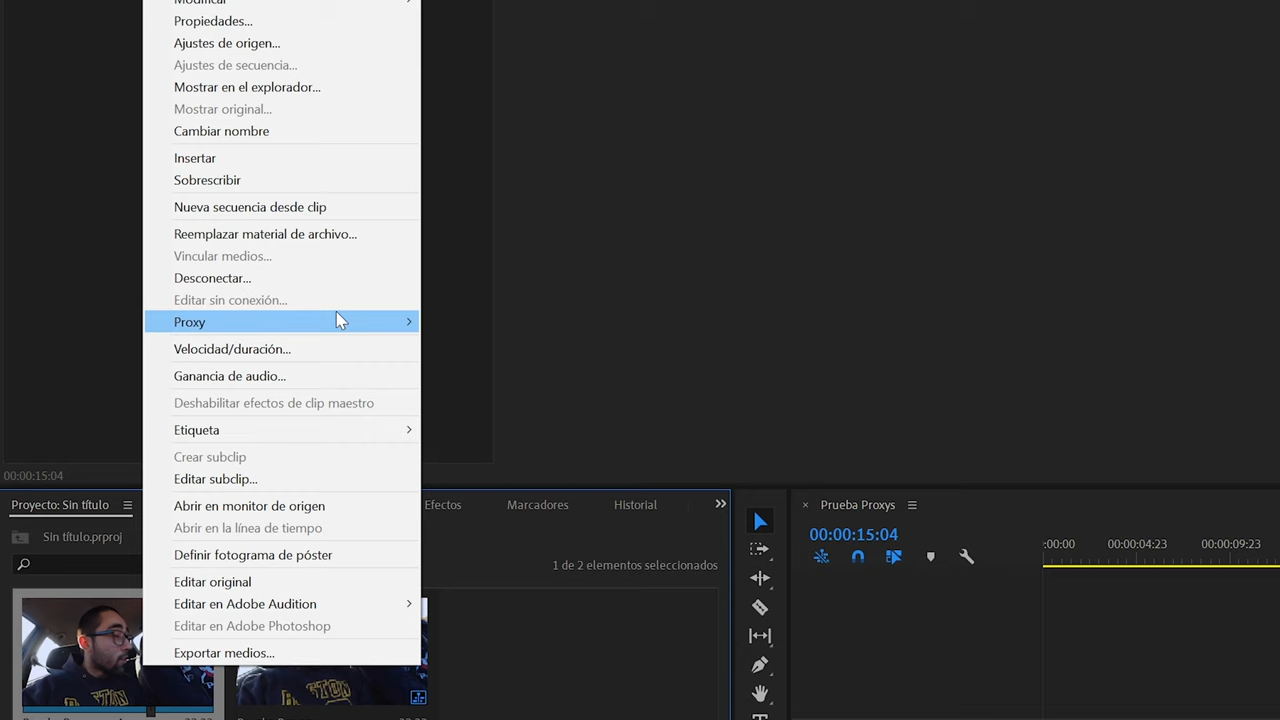 Modificar
Propiedades...
Ajustes de origen...
Ajustes de secuencia...
Mostrar en el explorador...
Mostrar original...
Cambiar nombre
Insertar
Sobrescribir
Nueva secuencia desde clip
Reemplazar material de archivo...
Vincular medios...
Desconectar...
Editar sin conexión...
Proxy
Velocidad/duración...
Ganancia de audio...
Deshabilitar efectos de clip maestro
Etiqueta
Crear subclip
Editar subclip...
Abrir en monitor de origen
Abrir en la línea de tiempo
Definir fotograma de póster
Editar original
Editar en Adobe Audition
Editar en Adobe Photoshop
Exportar medios...
00:00:15:04
Proyecto: Sin título
Efectos
Marcadores
Historial
Sin título.prproj
1 de 2 elementos seleccionados
Prueba Proxys
00:00:15:04
:00:00
00:00:04:23
00:00:09:23